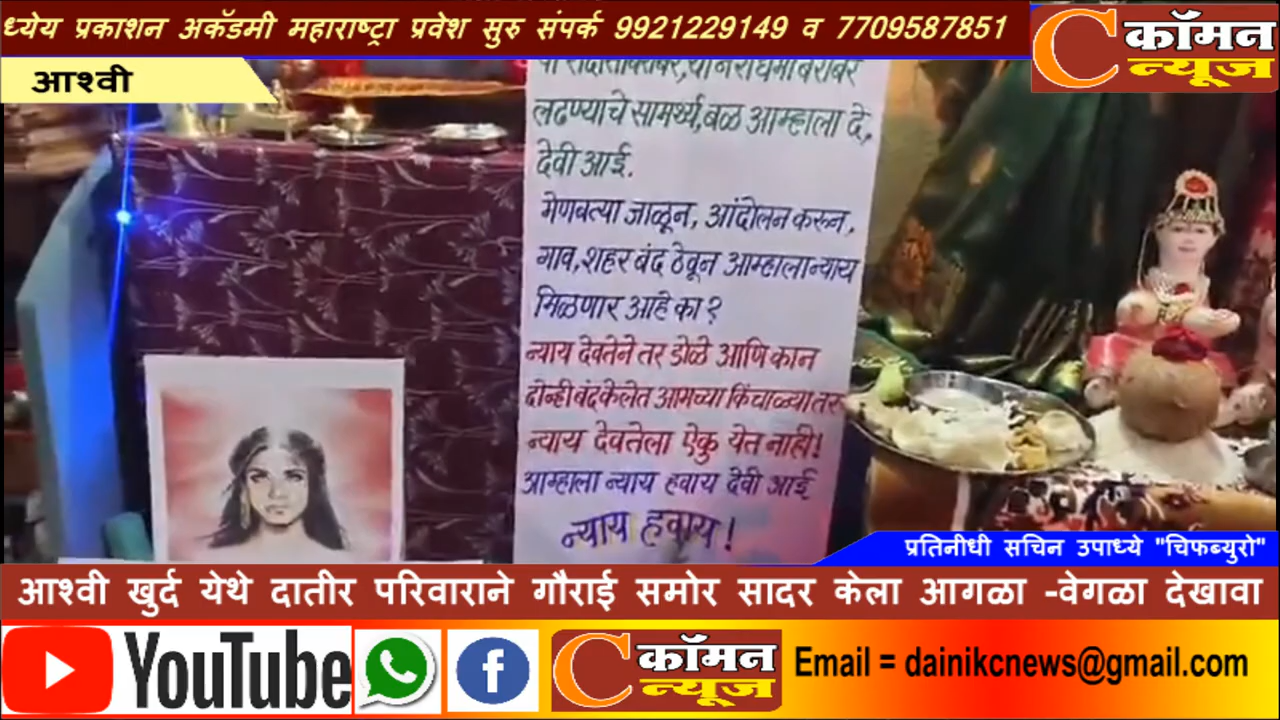 ध्येय प्रकाशन अकॅडमी महाराष्ट्रा प्रवेश सुरु संपर्क 9921229149 व 7709587851
C कॉमन
न्यूज
आश्वी
लढण्याचे सामर्थ्य, बळ आम्हाला दे,
देवी आई.
मेणबत्या जाळून, आंदोलन करून,
गाव, शहर बंद ठेवून आम्हाला न्याय
मिळणार आहे का?
न्याय देवतेने तर डोळे आणि कान
दोन्ही बंद केलेत आमच्या किंचाळ्या तर
न्याय देवतेला ऐकु येत नाही!
आम्हाला न्याय हवाय देवी आई
न्याय हवाय!
प्रतिनीधी सचिन उपाध्ये "चिफब्युरो"
आश्वी खुर्द येथे दातीर परिवाराने गौराई समोर सादर केला आगळा -वेगळा देखावा
YouTube
C कॉमन
न्यूज
Email = dainikcnews@gmail.com